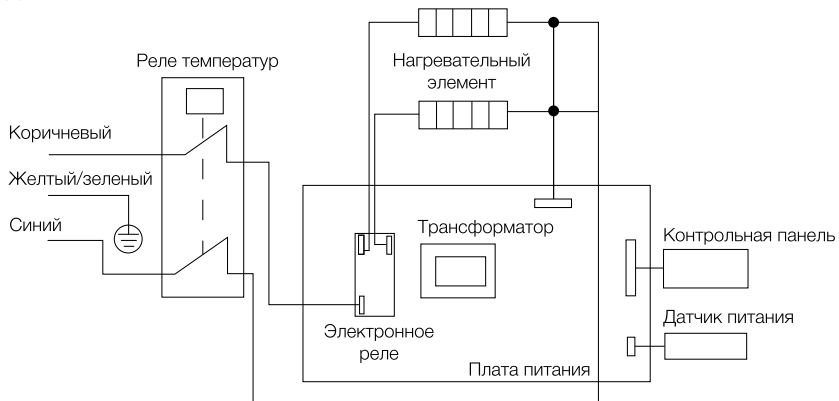 Реле температур
Нагревательный
элемент
Коричневый
Желтый/зеленый
Синий
Трансформатор
Контрольная панель
Электронное
реле
Датчик питания
Плата питания